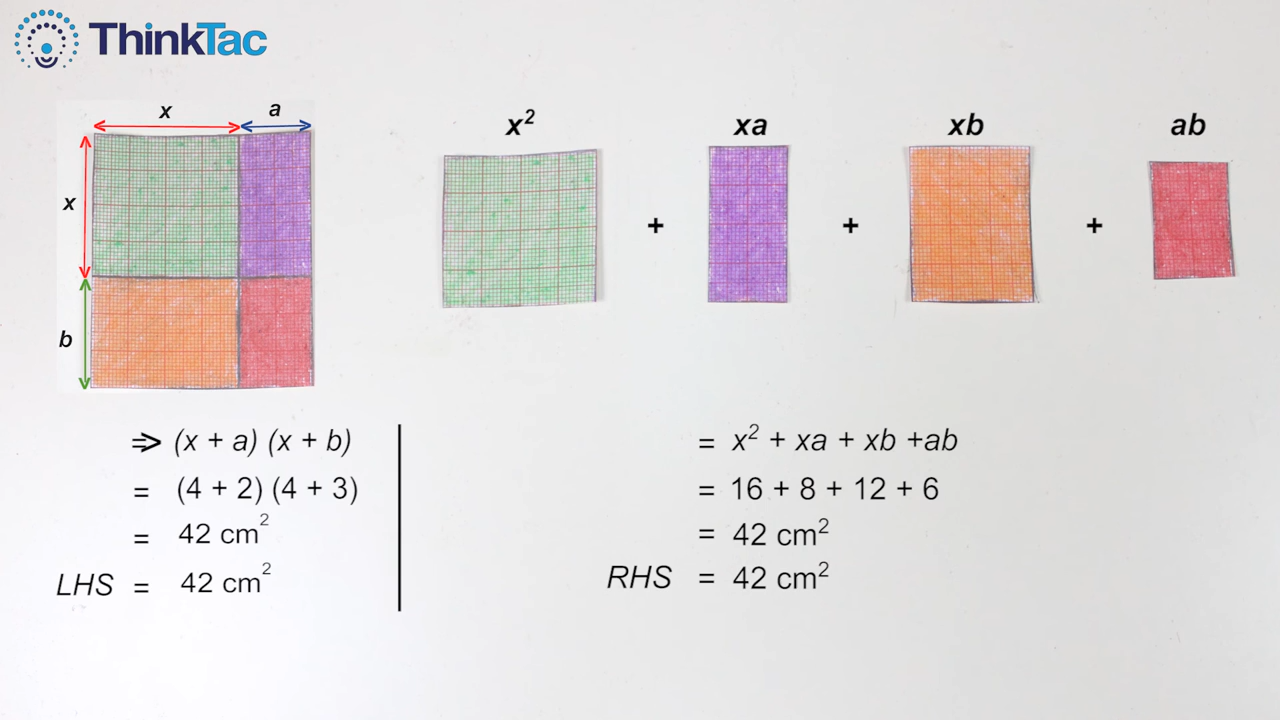 ThinkTac
x a
x
b
x² + xa + xb + ab
⇒ (x + a) (x + b)
= (4 + 2) (4 + 3)
= 42 cm²
LHS = 42 cm²
= x² + xa + xb +ab
= 16 + 8 + 12 + 6
= 42 cm²
RHS = 42 cm²